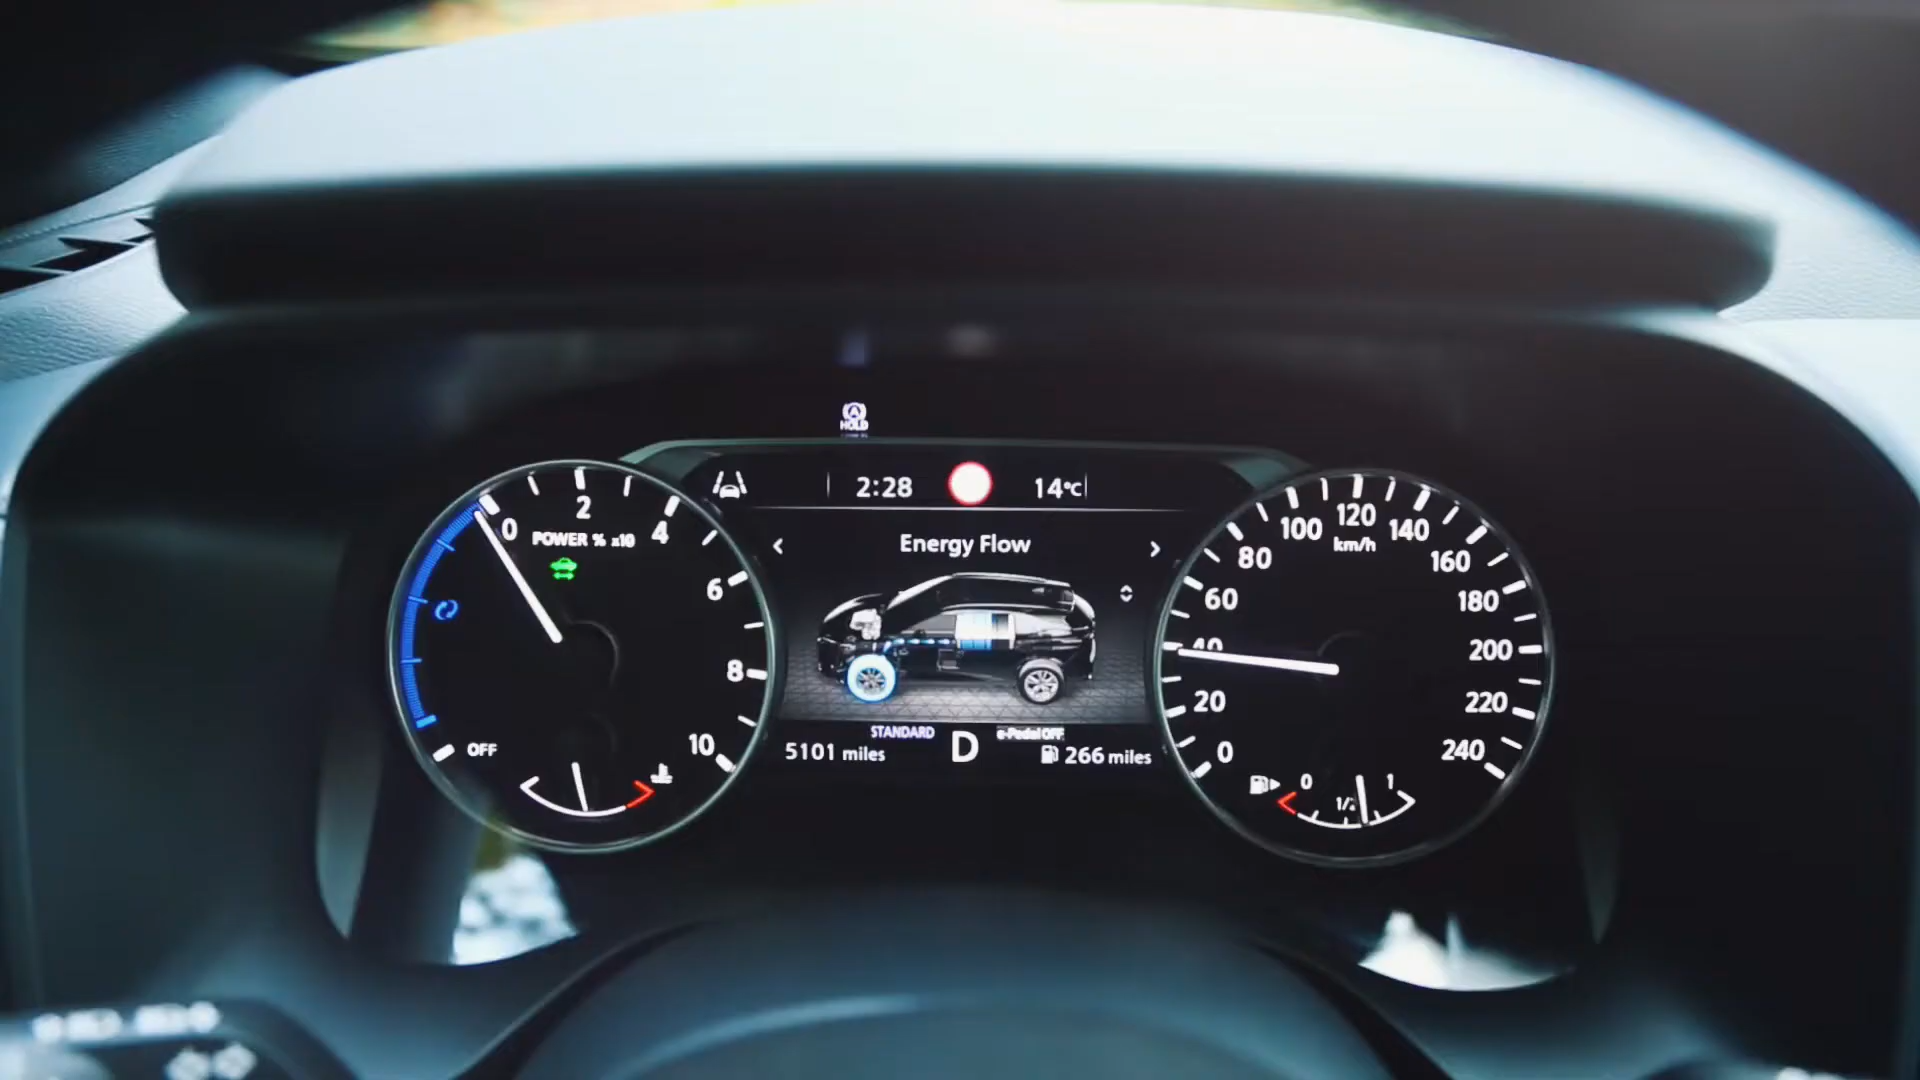 HOLD
2:28
14°C
Energy Flow
0
2
4
6
8
10
POWER % x10
OFF
0
20
40
60
80
100
120
140
160
180
200
220
240
km/h
STANDARD
e-Pedal OFF
5101 miles
D
266 miles
0
1/2
1